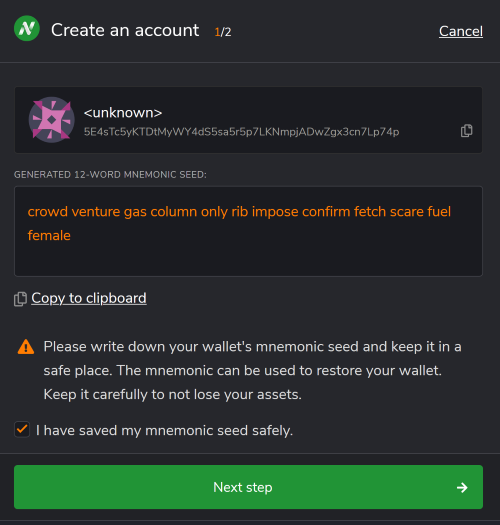 Create an account 1/2 Cancel
<unknown>
5E4sTc5yKTDtMyWY4dS5sa5r5p7LKNmpjADwZgx3cn7Lp74p
GENERATED 12-WORD MNEMONIC SEED:
crowd venture gas column only rib impose confirm fetch scare fuel
female
Copy to clipboard
Please write down your wallet's mnemonic seed and keep it in a
safe place. The mnemonic can be used to restore your wallet.
Keep it carefully to not lose your assets.
I have saved my mnemonic seed safely.
Next step